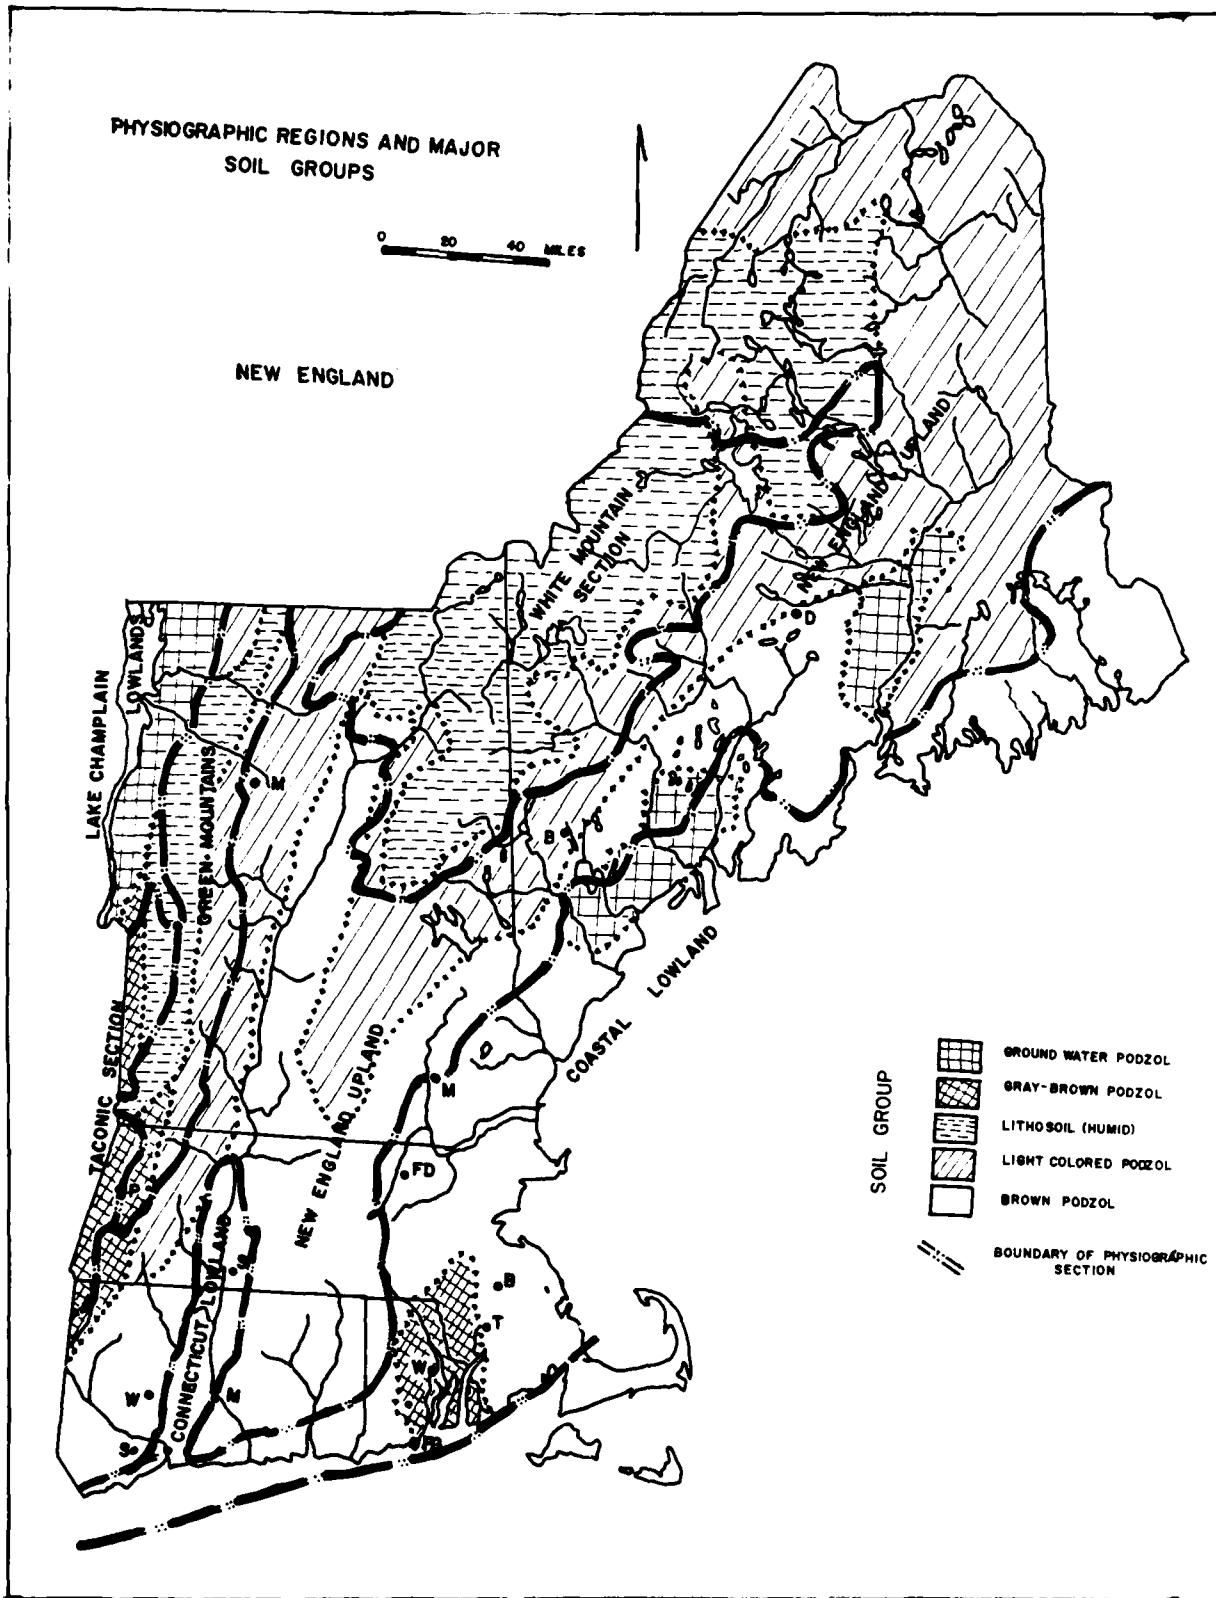 PHYSIOGRAPHIC REGIONS AND MAJOR
SOIL GROUPS
0 20 40 MILES
NEW ENGLAND
NEW ENGLAND UPLAND
WHITE MOUNTAIN
SECTION
D
LAKE CHAMPLAIN
LOWLANDS
GREEN MOUNTAINS
M
B
COASTAL LOWLAND
TACONIC SECTION
NEW ENGLAND UPLAND
M
FD
P
CONNECTICUT LOWLAND
S
B
T
W
W
M
S
SOIL GROUP
GROUND WATER PODZOL
GRAY-BROWN PODZOL
LITHOSOIL (HUMID)
LIGHT COLORED PODZOL
BROWN PODZOL
BOUNDARY OF PHYSIOGRAPHIC
SECTION